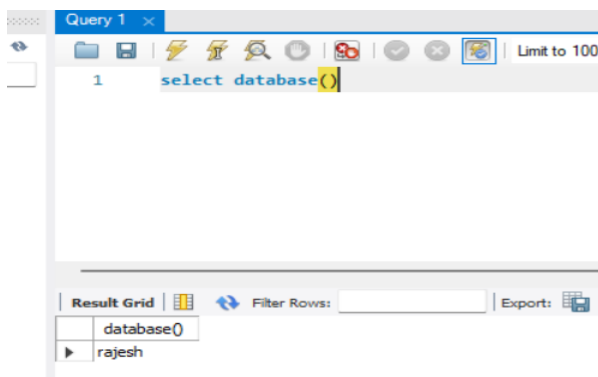 Query 1
Limit to 100
1 select database()
Result Grid Filter Rows: Export:
database()
rajesh